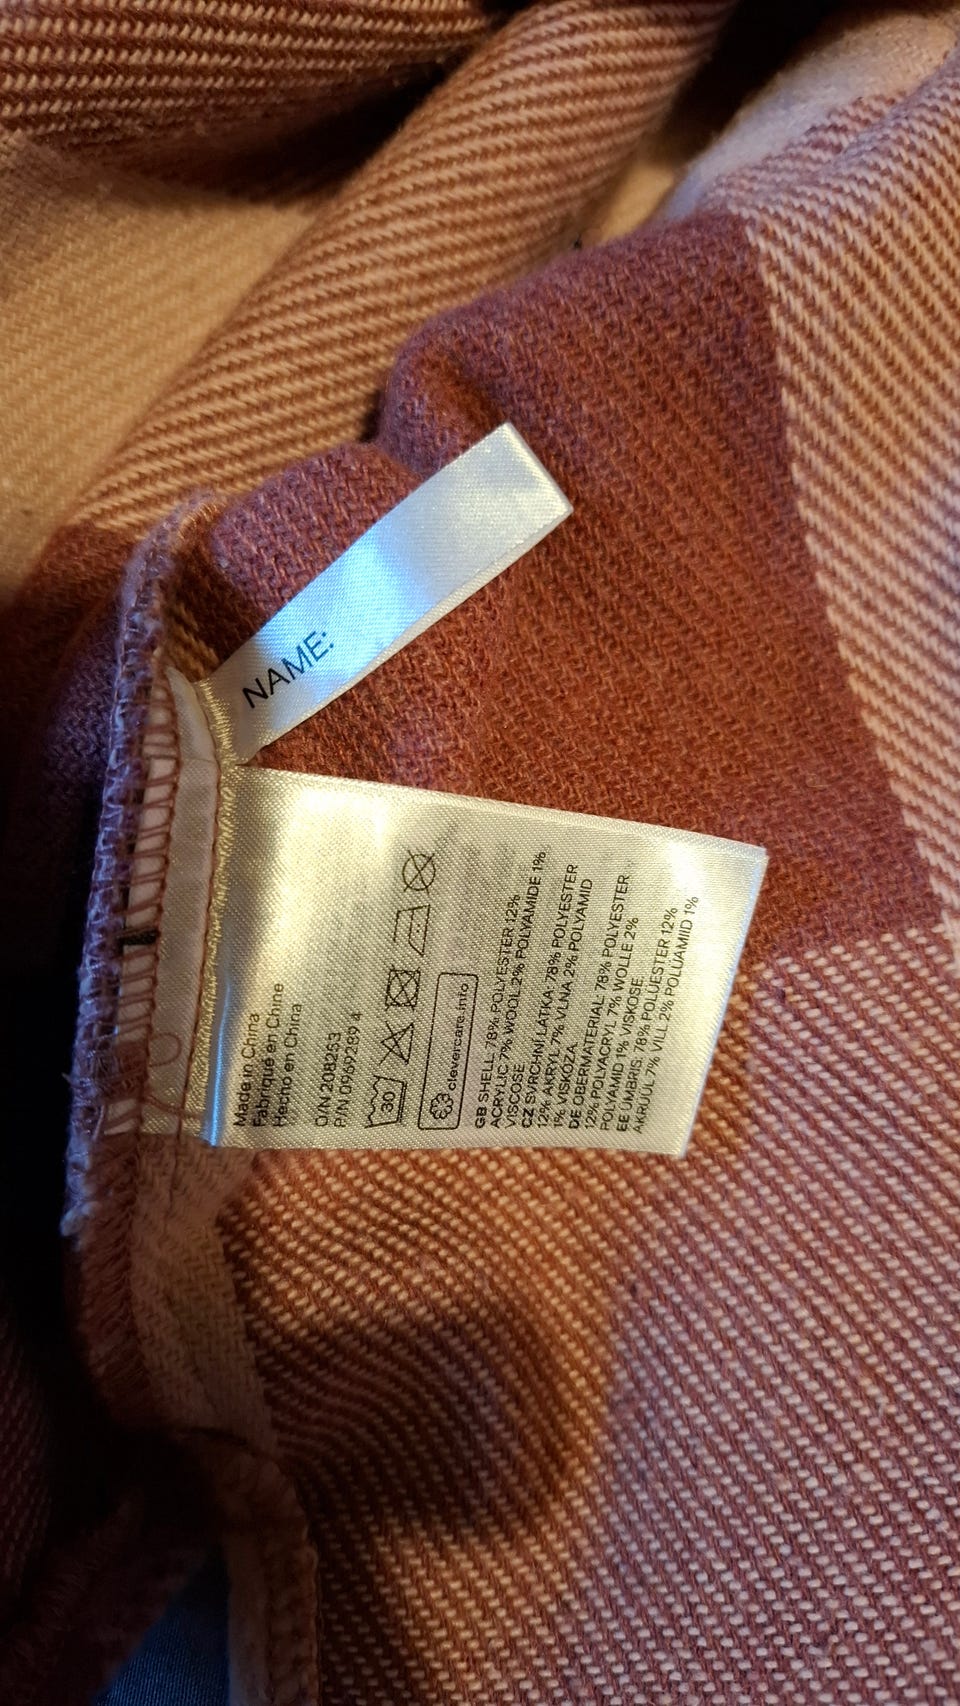 NAME:
Made in China
Fabriqué en Chine
Hecho en China
O/N 208253
P/N 0969289 4
30
clevercare.info
GB SHELL: 78% POLYESTER 12%
ACRYLIC 7% WOOL 2% POLYAMIDE 1%
VISCOSE
CZ SVRCHNÍ LÁTKA: 78% POLYESTER
12% AKRYL 7% VLNA 2% POLYAMID
1% VISKÓZA
DE OBERMATERIAL: 78% POLYESTER
12% POLYACRYL 7% WOLLE 2%
POLYAMID 1% VISKOSE
EE ÜMBRIS: 78% POLÜESTER 12%
AKRÜÜL 7% VILL 2% POLÜAMIID 1%